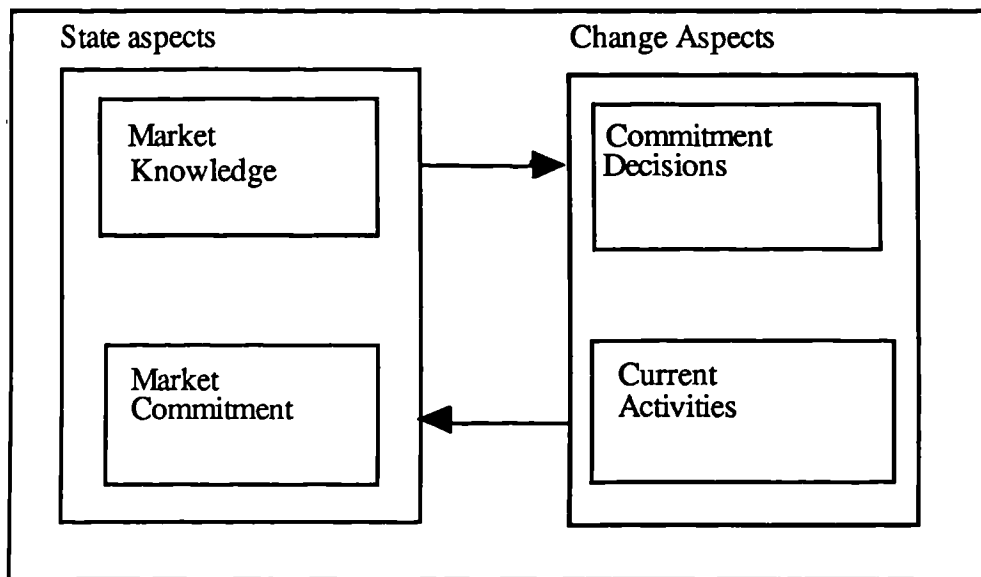 State aspects
Change Aspects
Market
Knowledge
Commitment
Decisions
Market
Commitment
Current
Activities